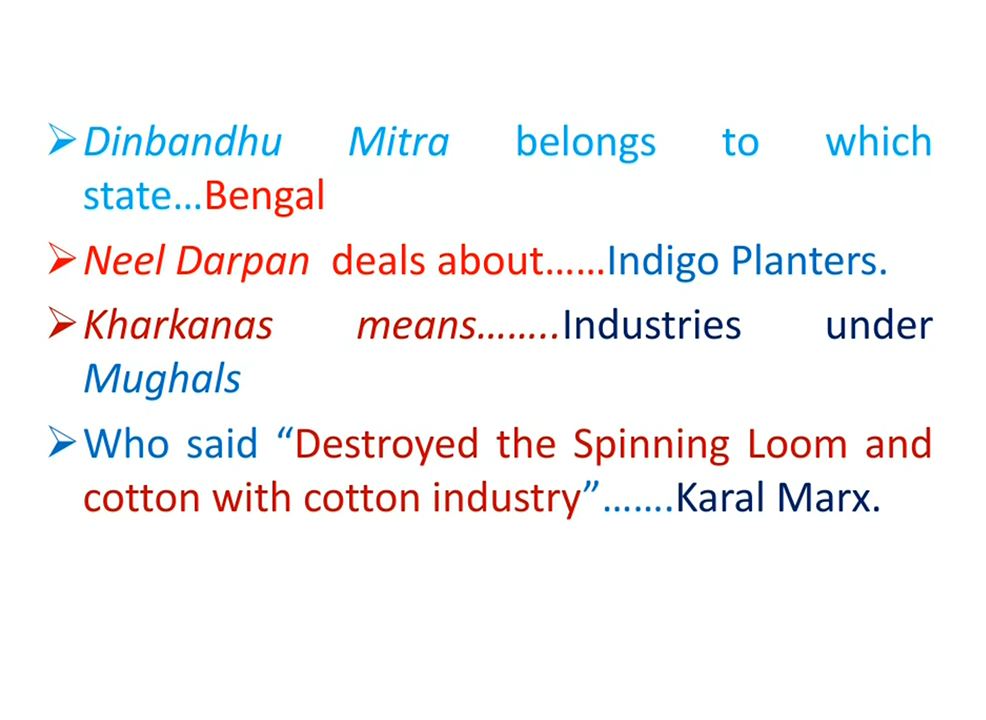 Dinbandhu Mitra belongs to which
state...Bengal
Neel Darpan deals about......Indigo Planters.
Kharkanas means........Industries under
Mughals
Who said “Destroyed the Spinning Loom and
cotton with cotton industry”.......Karal Marx.